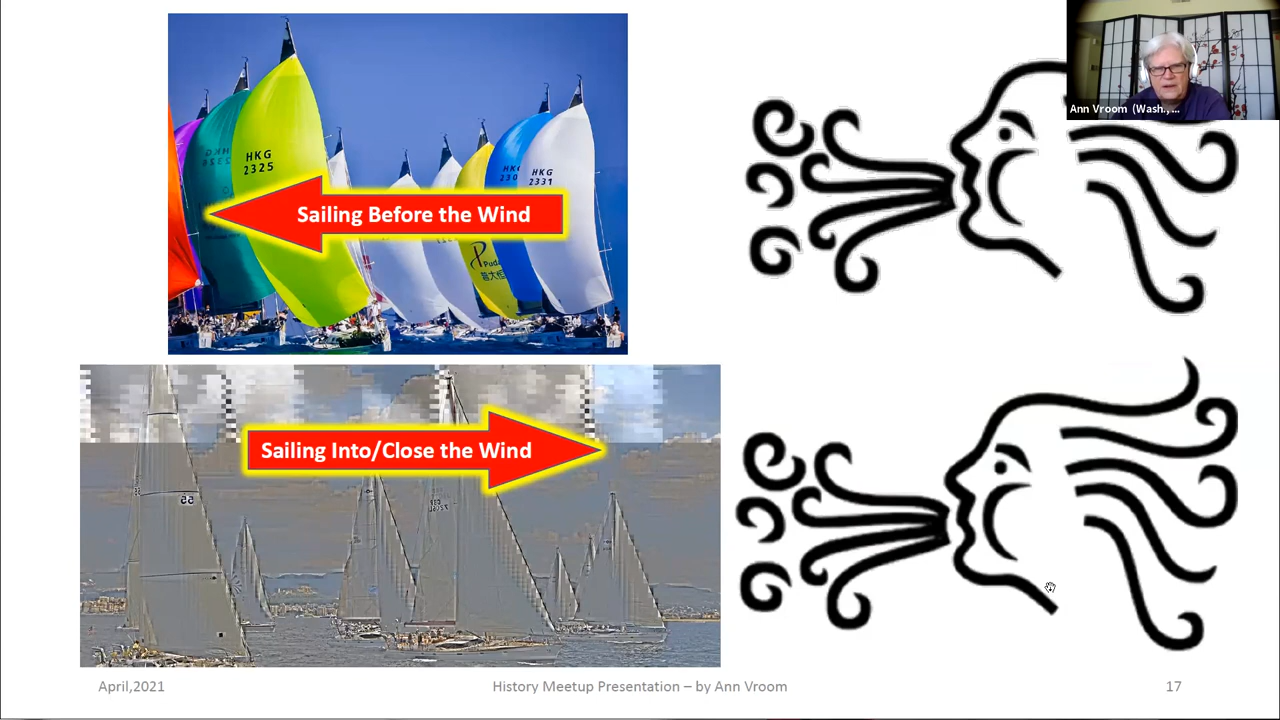 Ann Vroom (Wash., ...
HKG
2325
HKG
2331
Sailing Before the Wind
Sailing Into/Close the Wind
55
April,2021
History Meetup Presentation – by Ann Vroom
17